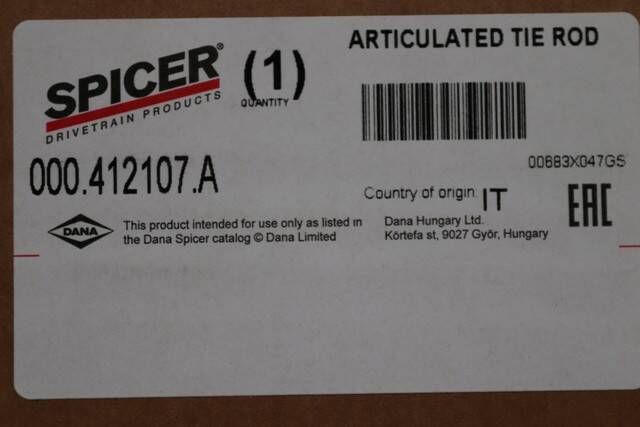 SPICER®
DRIVETRAIN PRODUCTS
(1)
QUANTITY
ARTICULATED TIE ROD
00683X047GS
000.412107.A
Country of origin: IT
EAC
DANA
This product intended for use only as listed in
the Dana Spicer catalog © Dana Limited
Dana Hungary Ltd.
Körtefa st, 9027 Győr, Hungary